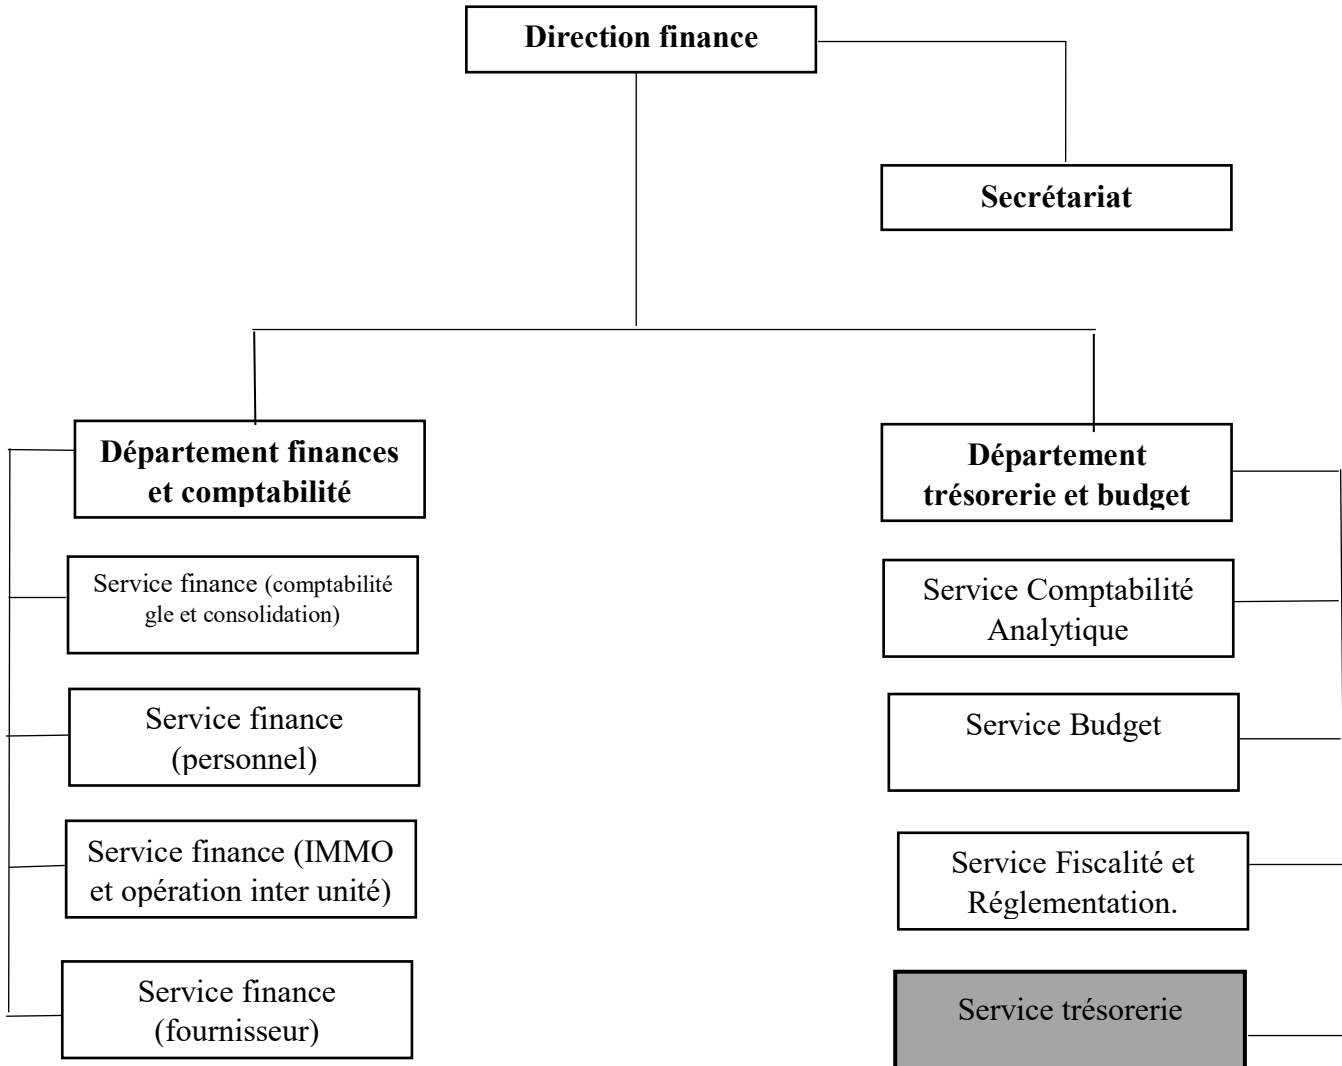 Direction finance
Secrétariat
Département finances
et comptabilité
Service finance (comptabilité
gle et consolidation)
Service finance
(personnel)
Service finance (IMMO
et opération inter unité)
Service finance
(fournisseur)
Département
trésorerie et budget
Service Comptabilité
Analytique
Service Budget
Service Fiscalité et
Réglementation.
Service trésorerie